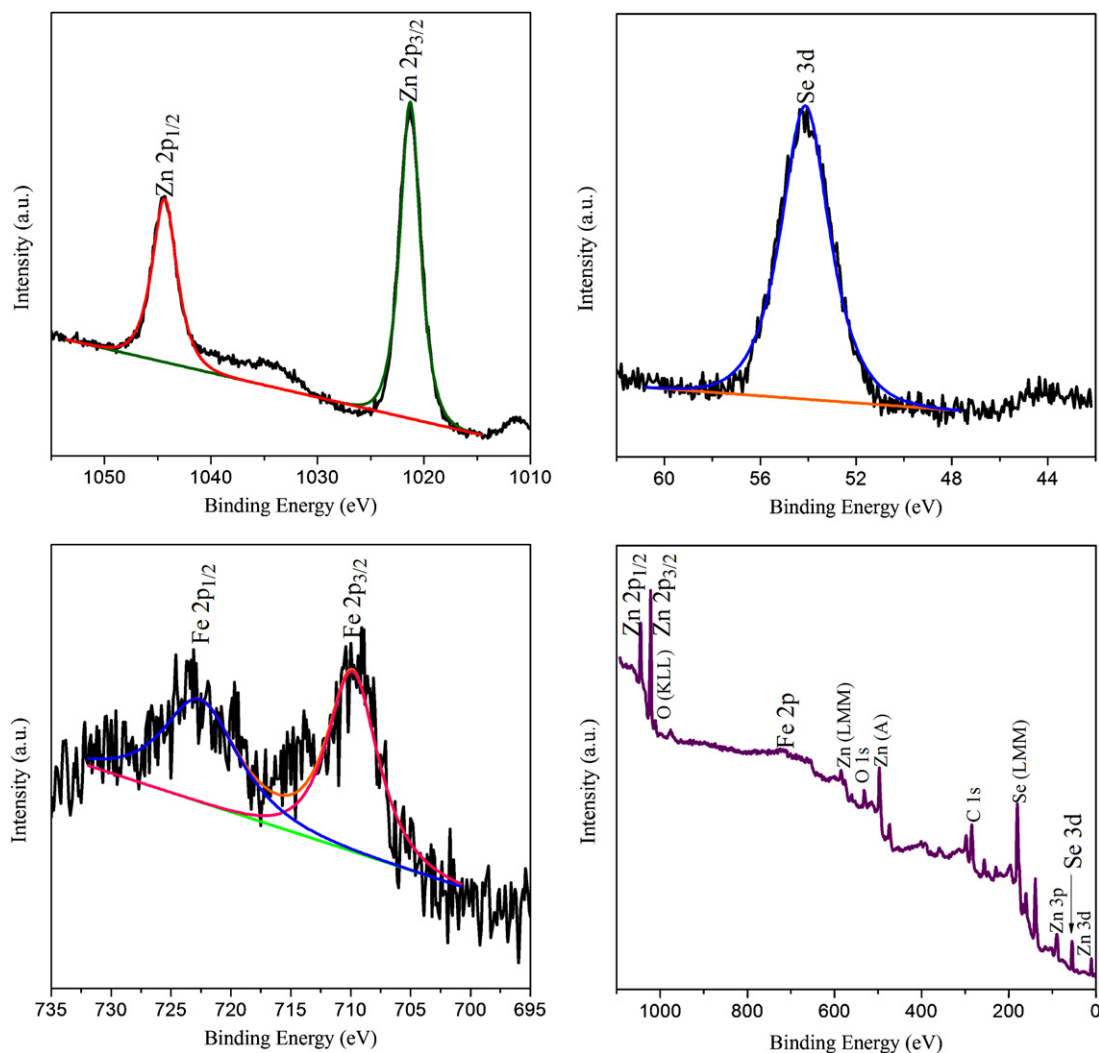 Zn 2p1/2
Zn 2p3/2
Intensity (a.u.)
1050 1040 1030 1020 1010
Binding Energy (eV)
Se 3d
Intensity (a.u.)
60 56 52 48 44
Binding Energy (eV)
Fe 2p1/2
Fe 2p3/2
Intensity (a.u.)
735 730 725 720 715 710 705 700 695
Binding Energy (eV)
Zn 2p1/2
Zn 2p3/2
O (KLL)
Fe 2p
Zn (LMM)
O 1s
Zn (A)
C 1s
Se (LMM)
Zn 3p
Se 3d
Zn 3d
Intensity (a.u.)
1000 800 600 400 200 0
Binding Energy (eV)